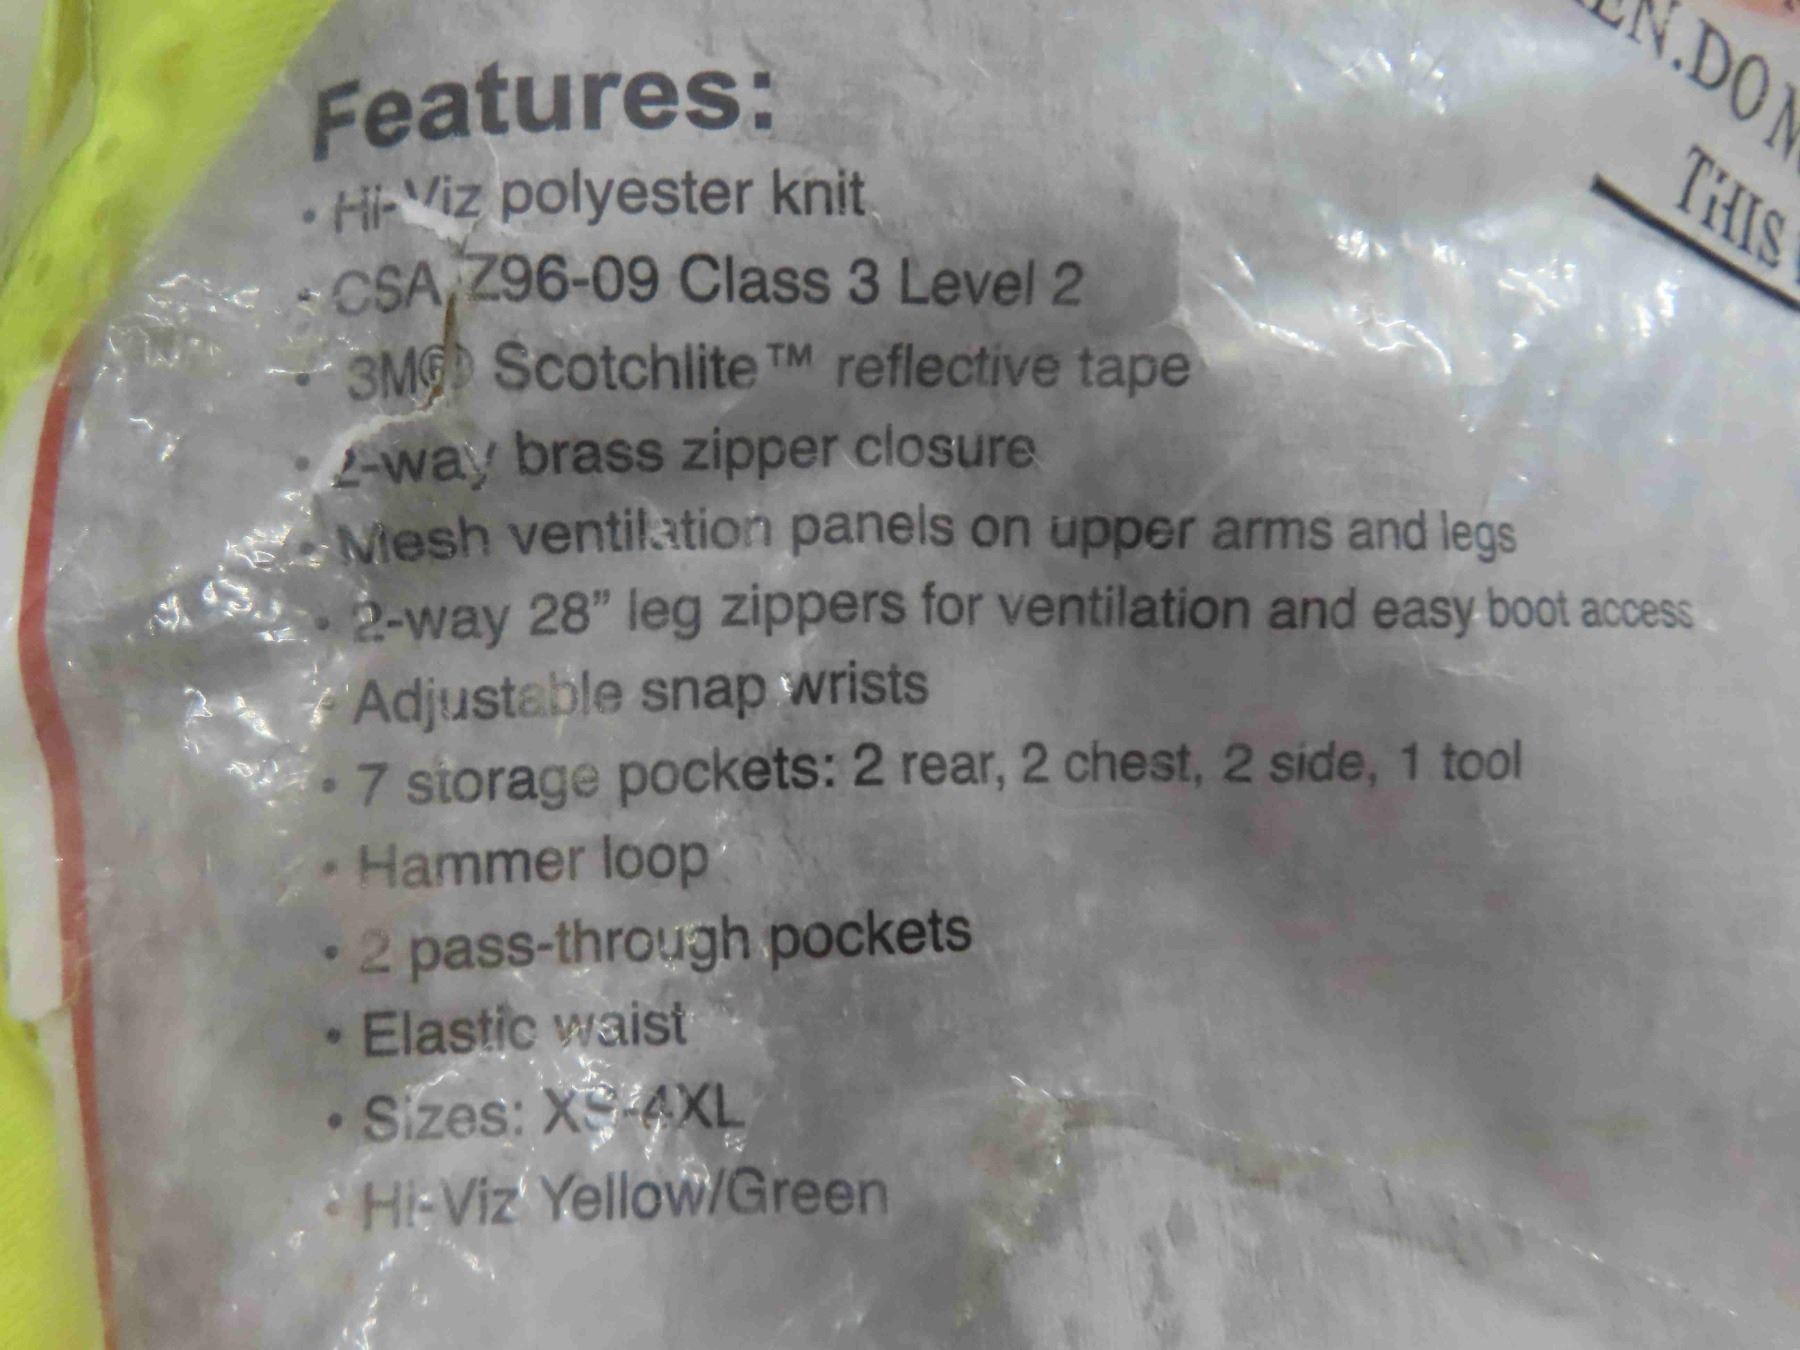 Features:
• Hi-Viz polyester knit
• CSA Z96-09 Class 3 Level 2
• 3M® Scotchlite™ reflective tape
• 2-way brass zipper closure
• Mesh ventilation panels on upper arms and legs
• 2-way 28” leg zippers for ventilation and easy boot access
• Adjustable snap wrists
• 7 storage pockets: 2 rear, 2 chest, 2 side, 1 tool
• Hammer loop
• 2 pass-through pockets
• Elastic waist
• Sizes: XS-4XL
• Hi-Viz Yellow/Green
DO
THIS